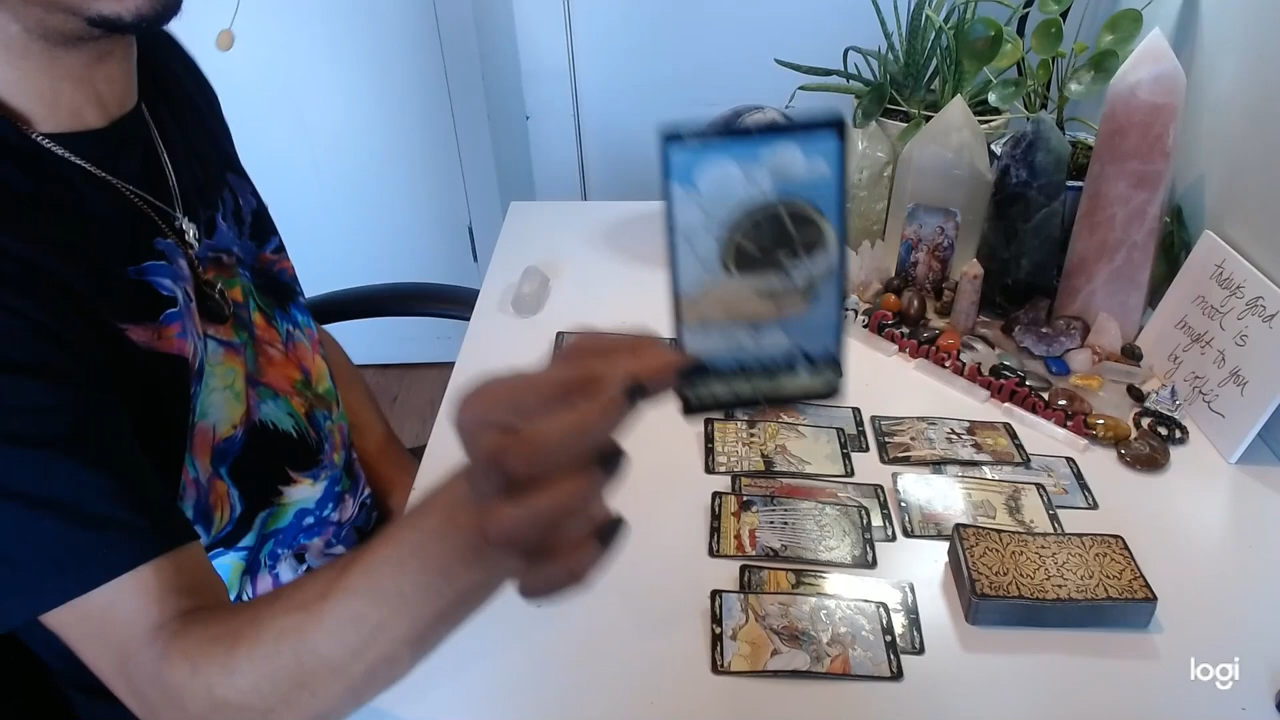 today's good
mood is
brought to you
by coffee
logi